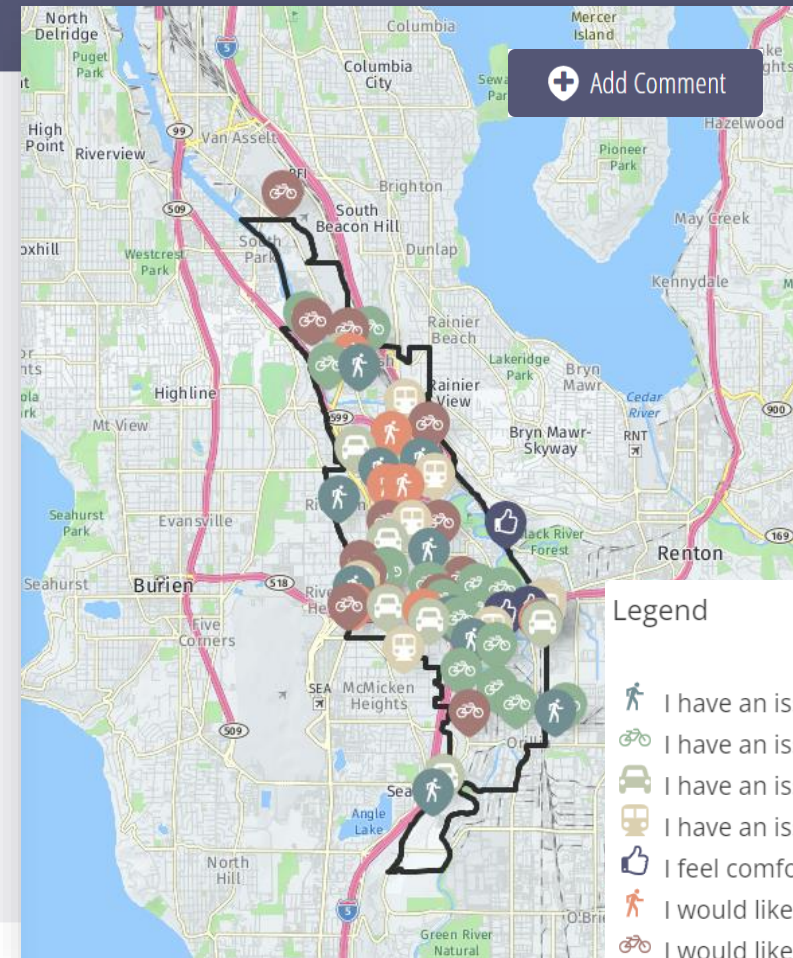 North
Delridge
Columbia
Mercer
Island
Puget
Park
5
Columbia
City
Add Comment
High
Point
99
Van Asselt
Hazelwood
Riverview
Pioneer
Park
Brighton
509
South
Beacon Hill
May Creek
South
Park
Dunlap
Westcrest
Park
Kennydale
Rainier
Beach
Lakeridge
Park
Bryn
Mawr
Highline
Rainier
View
Cedar
River
900
Mt View
599
Bryn Mawr-
Skyway
RNT
Seahurst
Park
Evansville
Black River
Forest
169
Renton
Seahurst
Burien
518
Five
Corners
SEA
McMicken
Heights
509
Angle
Lake
North
Hill
5
Green River
Natural
Legend
I have an is
I have an is
I have an is
I have an is
I feel comfo
I would like
I would like